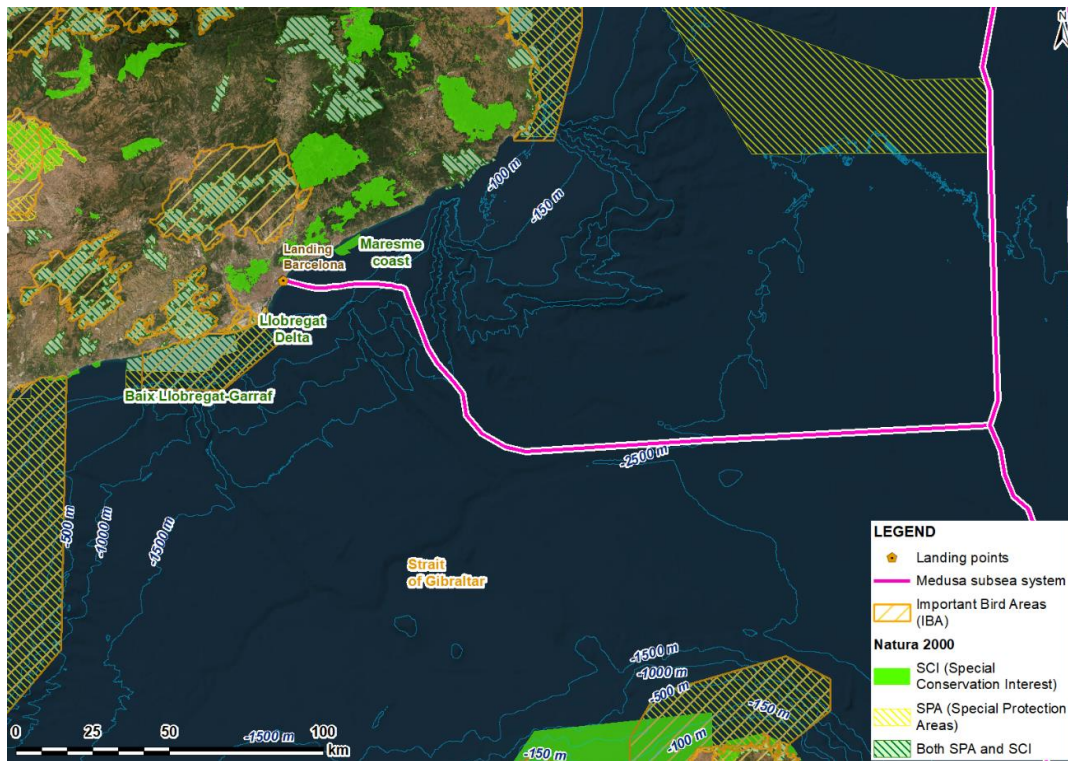 N
-100 m
-150 m
Landing
Barcelona
Maresme
coast
Llobregat
Delta
Baix Llobregat-Garraf
-2500 m
-500 m
-1000 m
-1500 m
Strait
of Gibraltar
-1500 m
-1000 m
-500 m
-150 m
-100 m
-150 m
-1500 m
0 25 50 100
km
LEGEND
Landing points
Medusa subsea system
Important Bird Areas
(IBA)
Natura 2000
SCI (Special
Conservation Interest)
SPA (Special Protection
Areas)
Both SPA and SCI